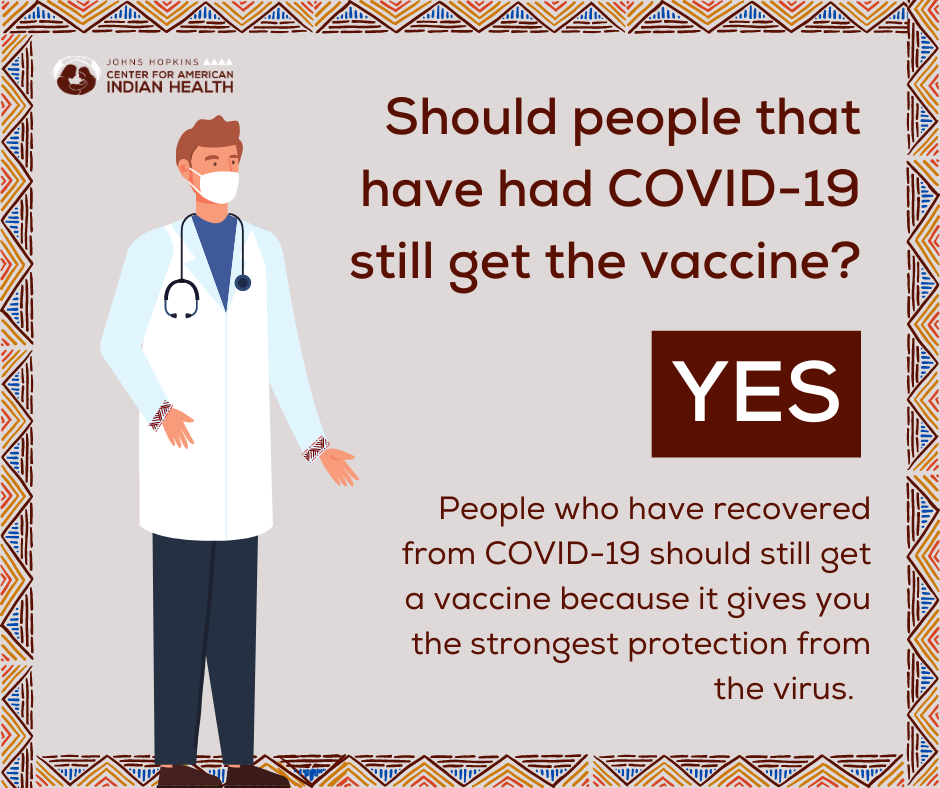 JOHNS HOPKINS
CENTER FOR AMERICAN
INDIAN HEALTH
Should people that
have had COVID-19
still get the vaccine?
YES
People who have recovered
from COVID-19 should still get
a vaccine because it gives you
the strongest protection from
the virus.